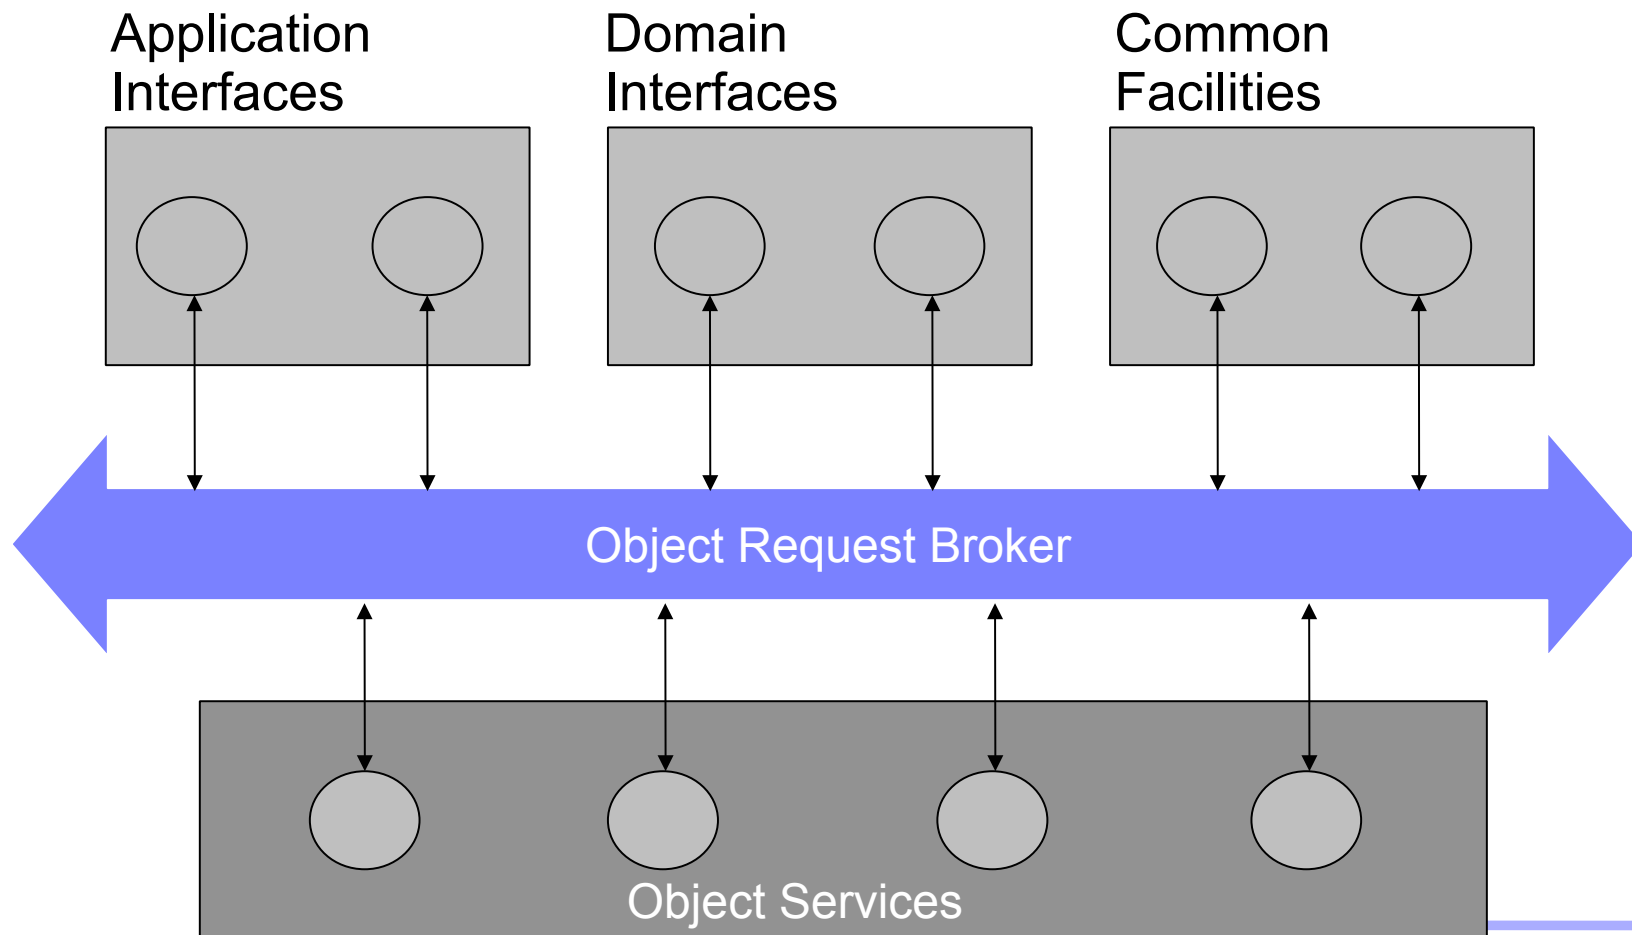 Application
Interfaces
Domain
Interfaces
Common
Facilities
Object Request Broker
Object Services